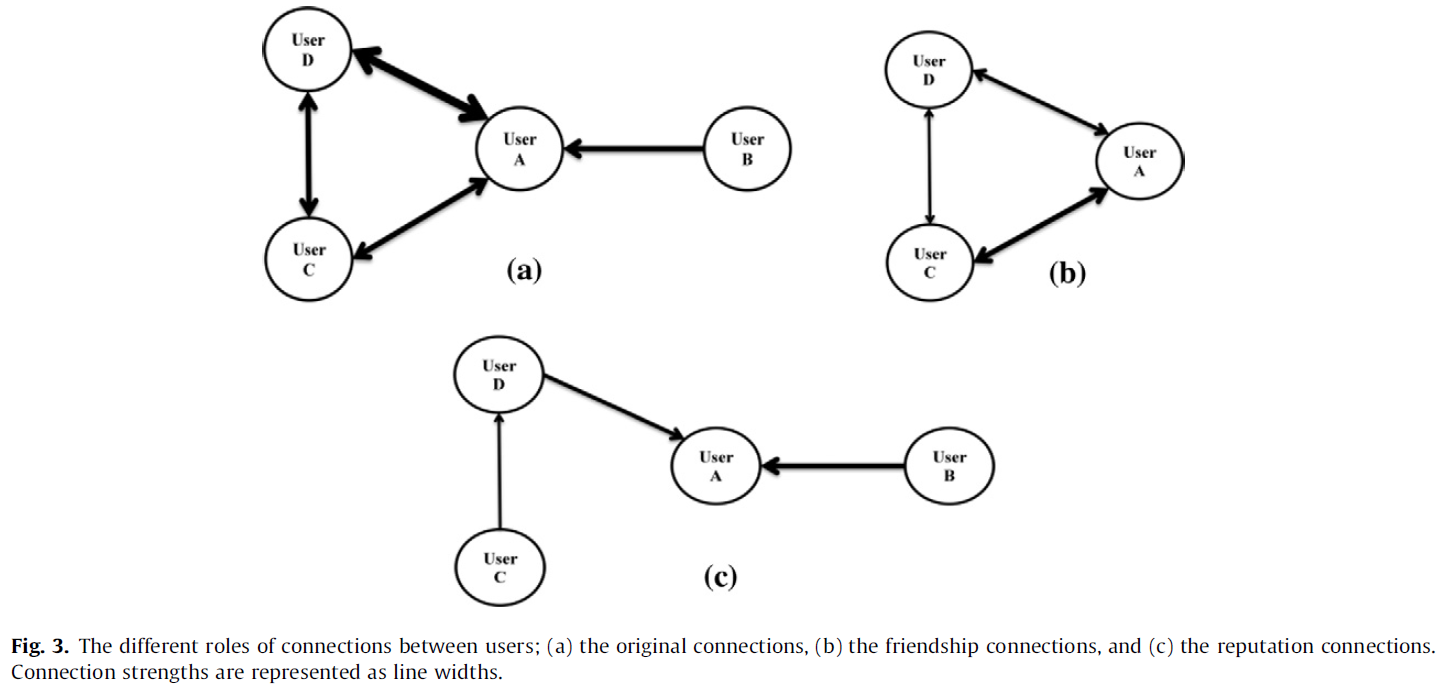 User
D
User
A
User
B
User
C
(a)
User
D
User
A
User
C
(b)
User
D
User
A
User
B
User
C
(c)
Fig. 3. The different roles of connections between users; (a) the original connections, (b) the friendship connections, and (c) the reputation connections.
Connection strengths are represented as line widths.